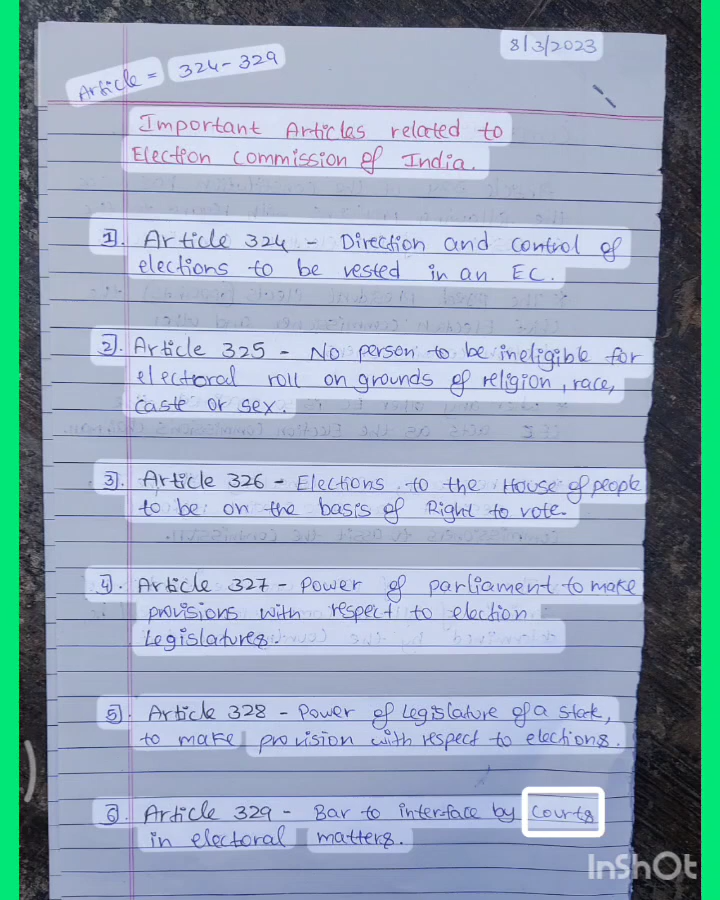 8/3/2023
Article = 324-329
Important Articles related to
Election commission of India.
1). Article 324 - Direction and control of
elections to be vested in an EC.
2). Article 325 - No person to be ineligible for
electoral roll on grounds of religion, race,
caste or sex.
3). Article 326 - Elections to the House of people
to be on the basis of Right to vote.
4). Article 327 - Power of parliament to make
provisions with respect to election
Legislatures.
5). Article 328 - Power of Legislature of a state,
to make provision with respect to elections.
6). Article 329 - Bar to interface by courts
in electoral matters.
InShOt